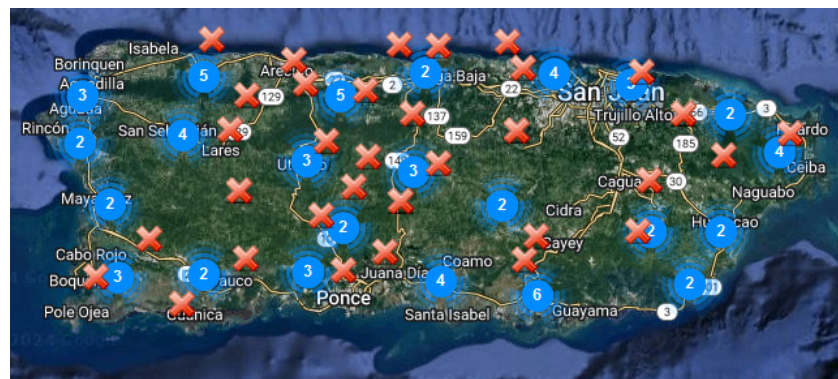 Isabela
Borinquen
Arecibo
5
2
3
4
Aguadilla
2
Baja
5
22
San Juan
3
129
137
Trujillo Alto
2
3
Rincón
4
San Sebastián
159
52
Lares
2
3
185
4
Utuado
3
Ceiba
Caguas
30
Naguabo
Mayagüez
2
2
Cidra
2
2
2
Humacao
Cayey
Cabo Rojo
Coamo
3
2
3
Juana Díaz
4
2
Ponce
6
Pole Ojea
Guánica
Santa Isabel
Guayama
3